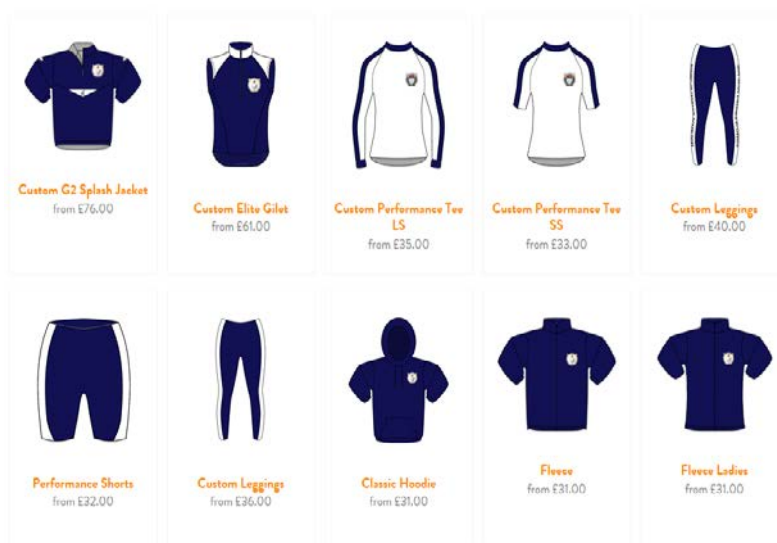 Custom G2 Splash Jacket
from £76.00
Custom Elite Gilet
from £61.00
Custom Performance Tee
LS
from £35.00
Custom Performance Tee
SS
from £33.00
Custom Leggings
from £40.00
Performance Shorts
from £32.00
Custom Leggings
from £36.00
Classic Hoodie
from £31.00
Fleece
from £31.00
Fleece Ladies
from £31.00